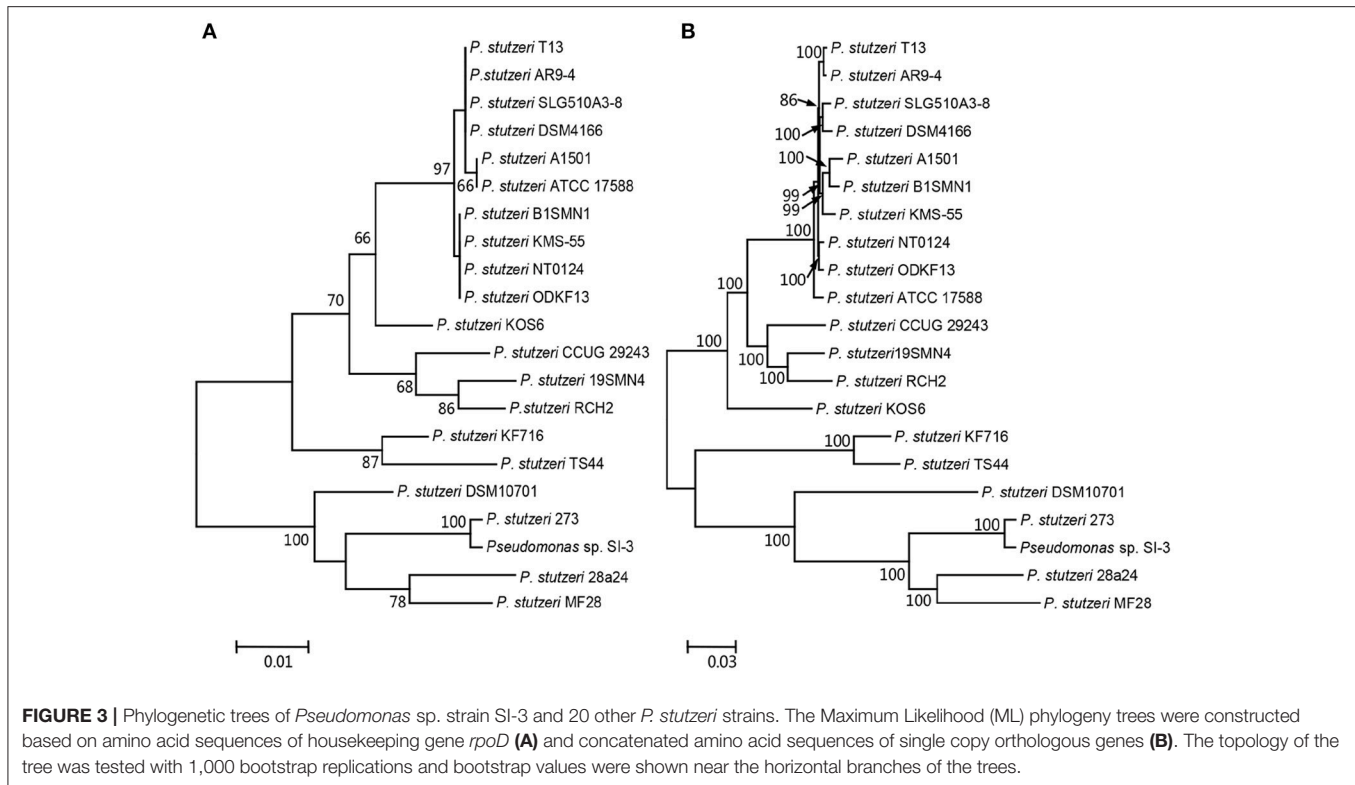 A
P. stutzeri T13
P.stutzeri AR9-4
P. stutzeri SLG510A3-8
P. stutzeri DSM4166
P. stutzeri A1501
97
66 P. stutzeri ATCC 17588
P. stutzeri B1SMN1
P. stutzeri KMS-55
66
P. stutzeri NT0124
P. stutzeri ODKF13
70
P. stutzeri KOS6
P. stutzeri CCUG 29243
68
P. stutzeri 19SMN4
86
P.stutzeri RCH2
P. stutzeri KF716
87
P. stutzeri TS44
P. stutzeri DSM10701
100 P. stutzeri 273
100
Pseudomonas sp. SI-3
P. stutzeri 28a24
78
P. stutzeri MF28
0.01
B
100
P. stutzeri T13
P. stutzeri AR9-4
86
P. stutzeri SLG510A3-8
100
P. stutzeri DSM4166
100
P. stutzeri A1501
99
P. stutzeri B1SMN1
99
P. stutzeri KMS-55
100
P. stutzeri NT0124
100
P. stutzeri ODKF13
100
P. stutzeri ATCC 17588
100
P. stutzeri CCUG 29243
100
P. stutzeri19SMN4
100
P. stutzeri RCH2
P. stutzeri KOS6
100
P. stutzeri KF716
P. stutzeri TS44
P. stutzeri DSM10701
100
100
P. stutzeri 273
Pseudomonas sp. SI-3
100
P. stutzeri 28a24
100
P. stutzeri MF28
0.03
FIGURE 3 | Phylogenetic trees of Pseudomonas sp. strain SI-3 and 20 other P. stutzeri strains. The Maximum Likelihood (ML) phylogeny trees were constructed
based on amino acid sequences of housekeeping gene rpoD (A) and concatenated amino acid sequences of single copy orthologous genes (B). The topology of the
tree was tested with 1,000 bootstrap replications and bootstrap values were shown near the horizontal branches of the trees.